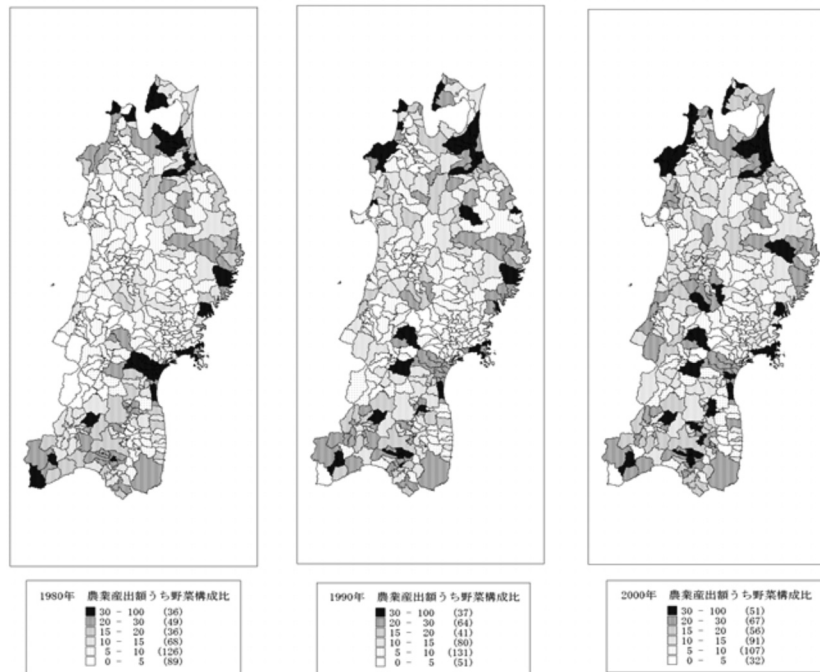 1980年 農業産出額うち野菜構成比
30 - 100 (36)
20 - 30 (49)
15 - 20 (36)
10 - 15 (68)
5 - 10 (126)
0 - 5 (89)
1990年 農業産出額うち野菜構成比
30 - 100 (37)
20 - 30 (64)
15 - 20 (41)
10 - 15 (80)
5 - 10 (131)
0 - 5 (51)
2000年 農業産出額うち野菜構成比
30 - 100 (51)
20 - 30 (67)
15 - 20 (56)
10 - 15 (91)
5 - 10 (107)
0 - 5 (32)